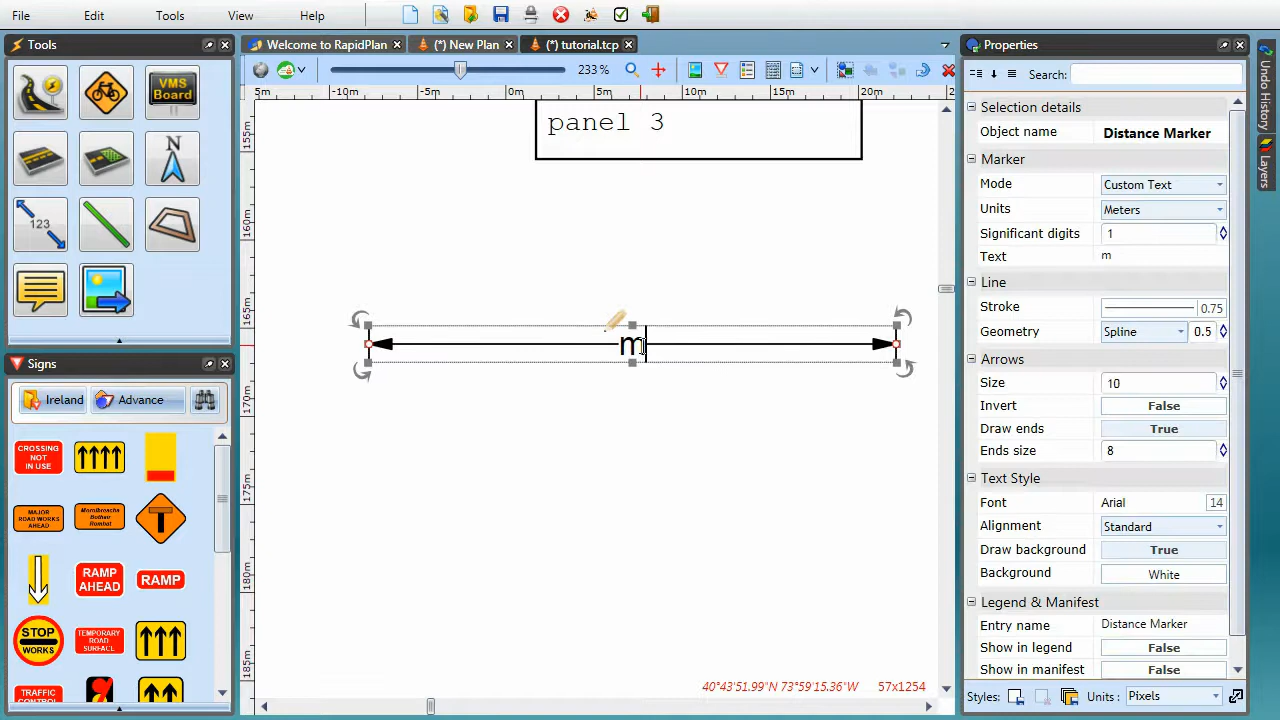 File Edit Tools View Help
Tools
VMS Board
N
123
Signs
Ireland Advance
CROSSING NOT IN USE
MAJOR ROAD WORKS AHEAD
RAMP AHEAD
RAMP
STOP WORKS
TEMPORARY ROAD SURFACE
TRAFFIC
Welcome to RapidPlan (*) New Plan (*) tutorial.tcp
233 %
5m -10m 0m 5m 10m 20m 2
155m
160m
165m
170m
175m
180m
185m
panel 3
m
40°43'51.99"N 73°59'15.36"W 57x1254
Properties
Search:
Selection details
Object name Distance Marker
Marker
Mode Custom Text
Units Meters
Significant digits 1
Text m
Line
Stroke 0.75
Geometry Spline 0.5
Arrows
Size 10
Invert False
Draw ends True
Ends size 8
Text Style
Font Arial 14
Alignment Standard
Draw background True
Background White
Legend & Manifest
Entry name Distance Marker
Show in legend False
Show in manifest False
Styles: Units : Pixels
Undo History
Layers